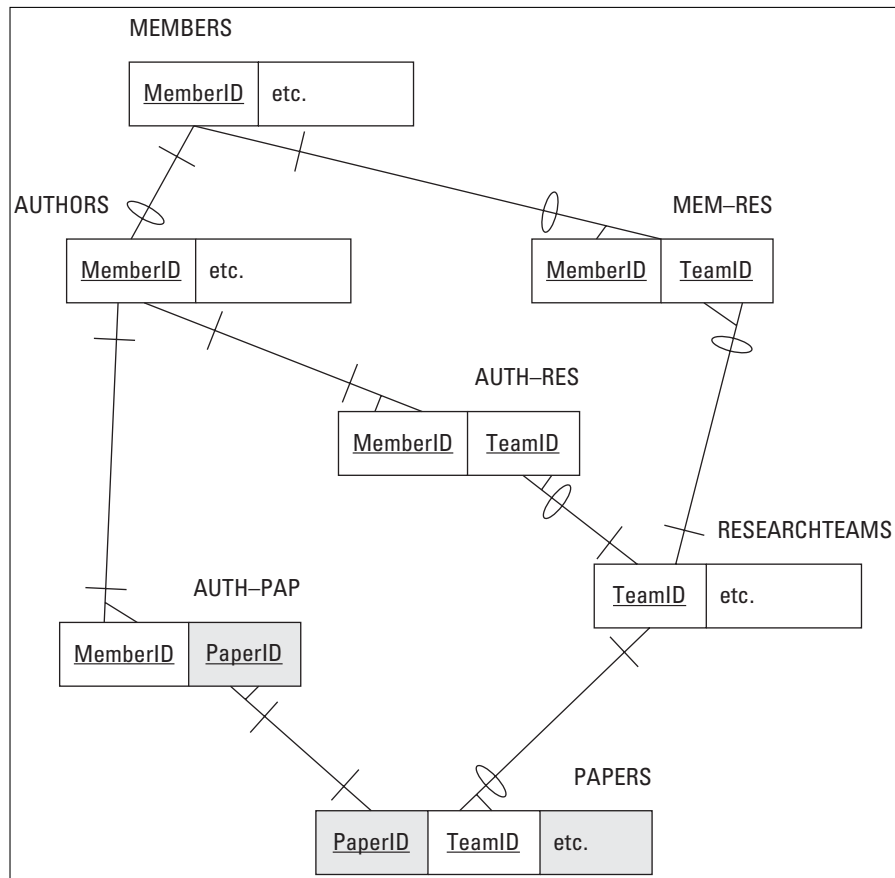 MEMBERS
MemberID etc.
AUTHORS
MEM–RES
MemberID etc.
MemberID TeamID
AUTH–RES
MemberID TeamID
RESEARCHTEAMS
AUTH–PAP
TeamID etc.
MemberID PaperID
PAPERS
PaperID TeamID etc.